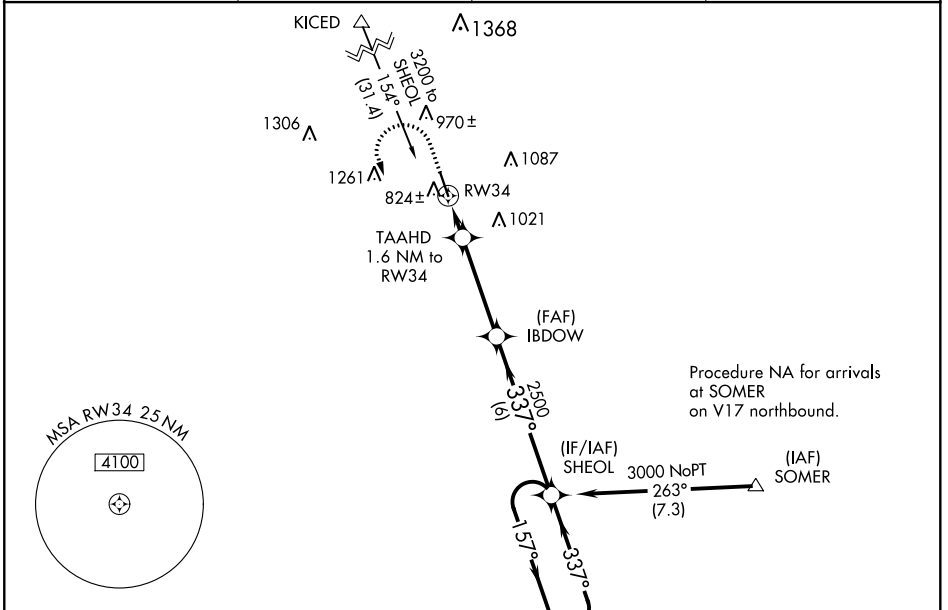 KICED
1368
3200 to
SHEOL
154°
(31.4)
970±
1306
1087
1261
824±
RW34
1021
TAAHD
1.6 NM to
RW34
(FAF)
IBDOW
2500
337°
(6)
Procedure NA for arrivals
at SOMER
on V17 northbound.
MSA RW34 25 NM
4100
(IF/IAF)
SHEOL
3000 NoPT
263°
(7.3)
(IAF)
SOMER
157°
337°